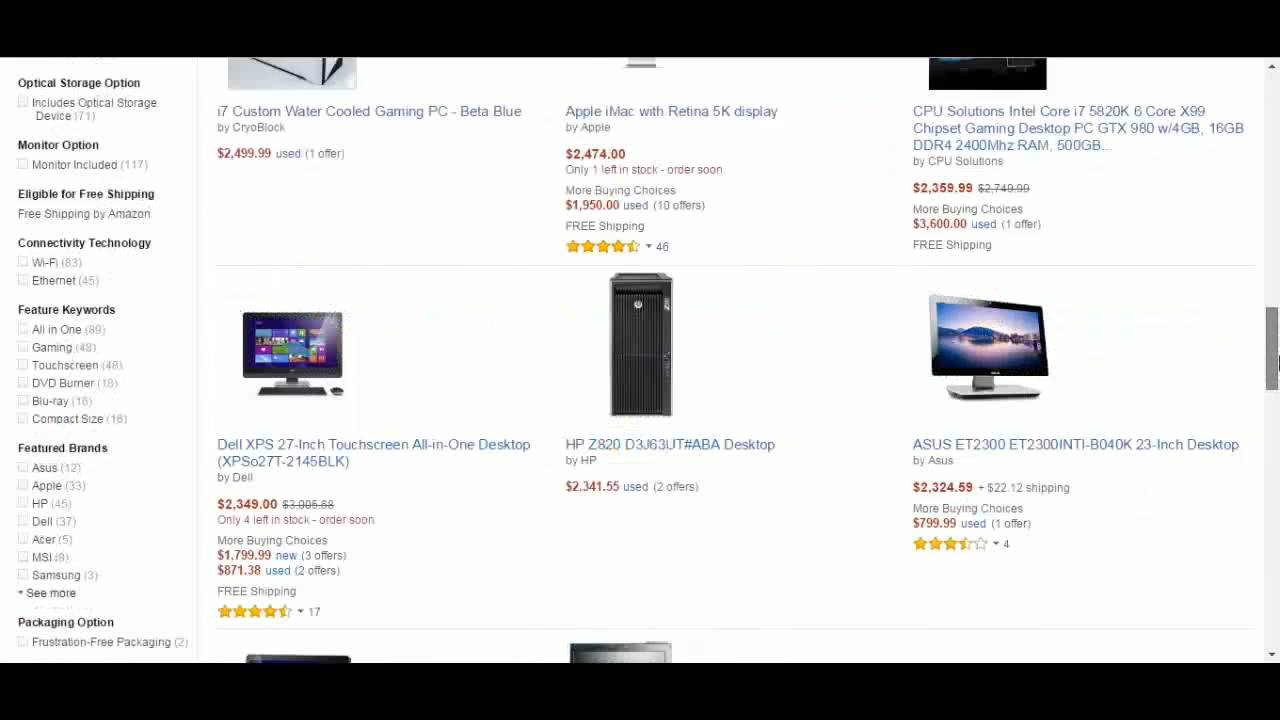 Optical Storage Option
Includes Optical Storage
Device (71)
Monitor Option
Monitor Included (117)
Eligible for Free Shipping
Free Shipping by Amazon
Connectivity Technology
Wi-Fi (83)
Ethernet (45)
Feature Keywords
All in One (89)
Gaming (48)
Touchscreen (48)
DVD Burner (18)
Blu-ray (16)
Compact Size (16)
Featured Brands
Asus (12)
Apple (33)
HP (45)
Dell (37)
Acer (5)
MSI (9)
Samsung (3)
See more
Packaging Option
Frustration-Free Packaging (2)
i7 Custom Water Cooled Gaming PC - Beta Blue
by CryoBlock
$2,499.99 used (1 offer)
Apple iMac with Retina 5K display
by Apple
$2,474.00
Only 1 left in stock - order soon.
More Buying Choices
$1,950.00 used (10 offers)
FREE Shipping
46
CPU Solutions Intel Core i7 5820K 6 Core X99
Chipset Gaming Desktop PC GTX 980 w/4GB, 16GB
DDR4 2400Mhz RAM, 500GB...
by CPU Solutions
$2,359.99 $2,749.99
More Buying Choices
$3,600.00 used (1 offer)
FREE Shipping
Dell XPS 27-Inch Touchscreen All-in-One Desktop
(XPSo27T-2145BLK)
by Dell
$2,349.00 $3,005.68
Only 4 left in stock - order soon.
More Buying Choices
$1,799.99 new (3 offers)
$871.38 used (2 offers)
FREE Shipping
17
HP Z820 D3J63UT#ABA Desktop
by HP
$2,341.55 used (2 offers)
ASUS ET2300 ET2300INTI-B040K 23-Inch Desktop
by Asus
$2,324.59 + $22.12 shipping
More Buying Choices
$799.99 used (1 offer)
4